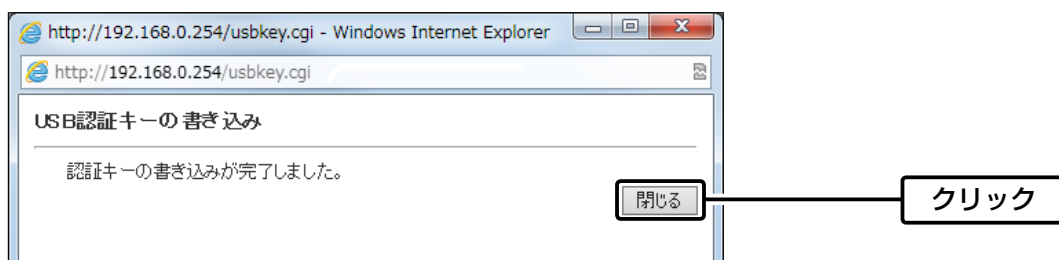 http://192.168.0.254/usbkey.cgi - Windows Internet Explorer
http://192.168.0.254/usbkey.cgi
USB認証キーの書き込み
認証キーの書き込みが完了しました。
閉じる
クリック